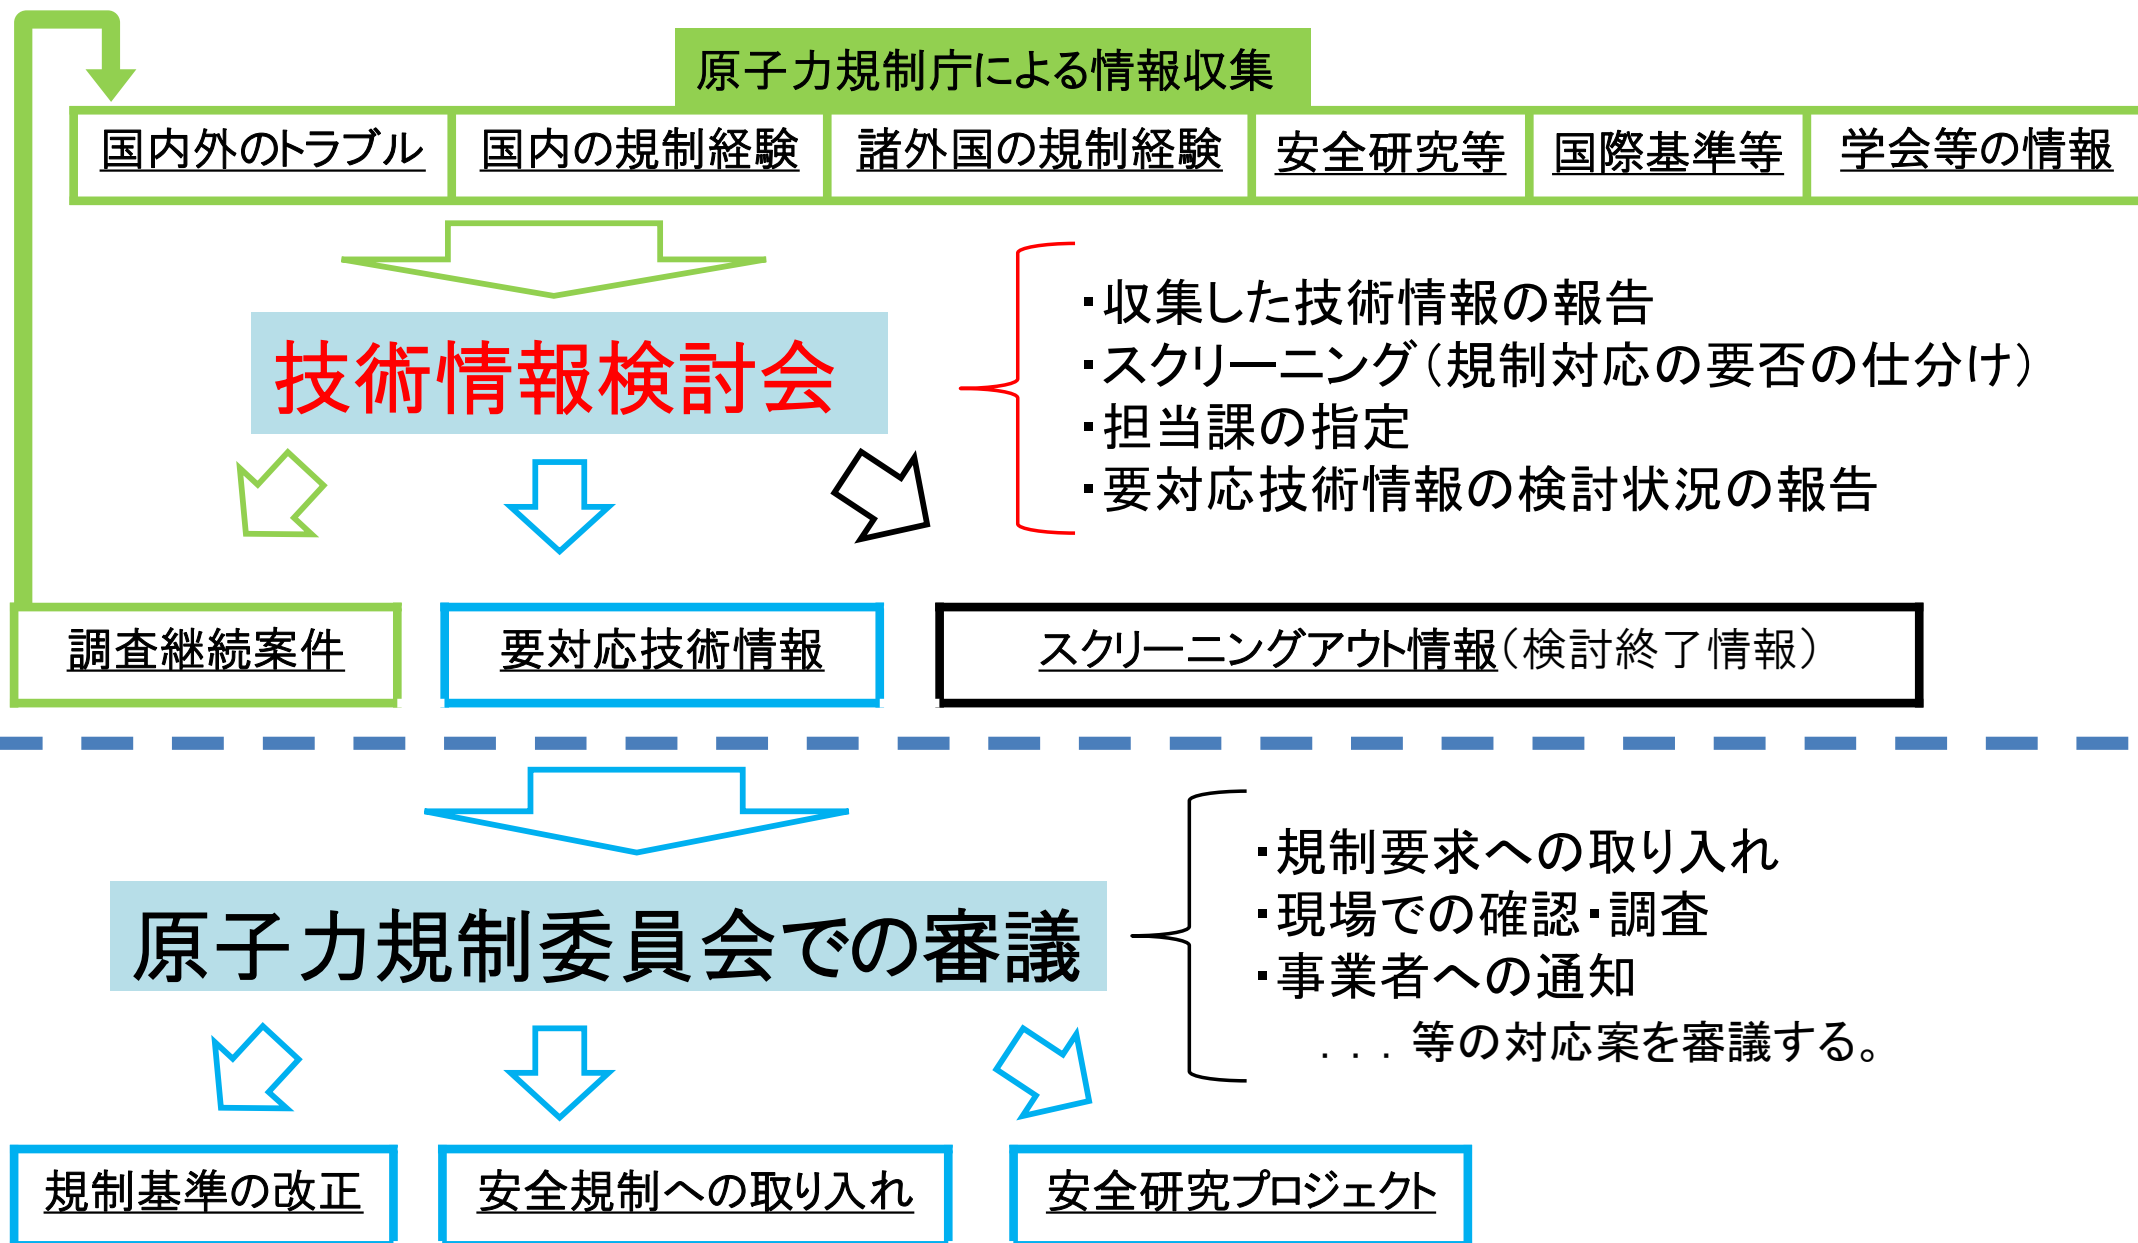 原子力規制庁による情報収集
国内外のトラブル
国内の規制経験
諸外国の規制経験
安全研究等
国際基準等
学会等の情報
技術情報検討会
・収集した技術情報の報告
・スクリーニング（規制対応の要否の仕分け）
・担当課の指定
・要対応技術情報の検討状況の報告
調査継続案件
要対応技術情報
スクリーニングアウト情報（検討終了情報）
原子力規制委員会での審議
・規制要求への取り入れ
・現場での確認・調査
・事業者への通知
．．．等の対応案を審議する。
規制基準の改正
安全規制への取り入れ
安全研究プロジェクト